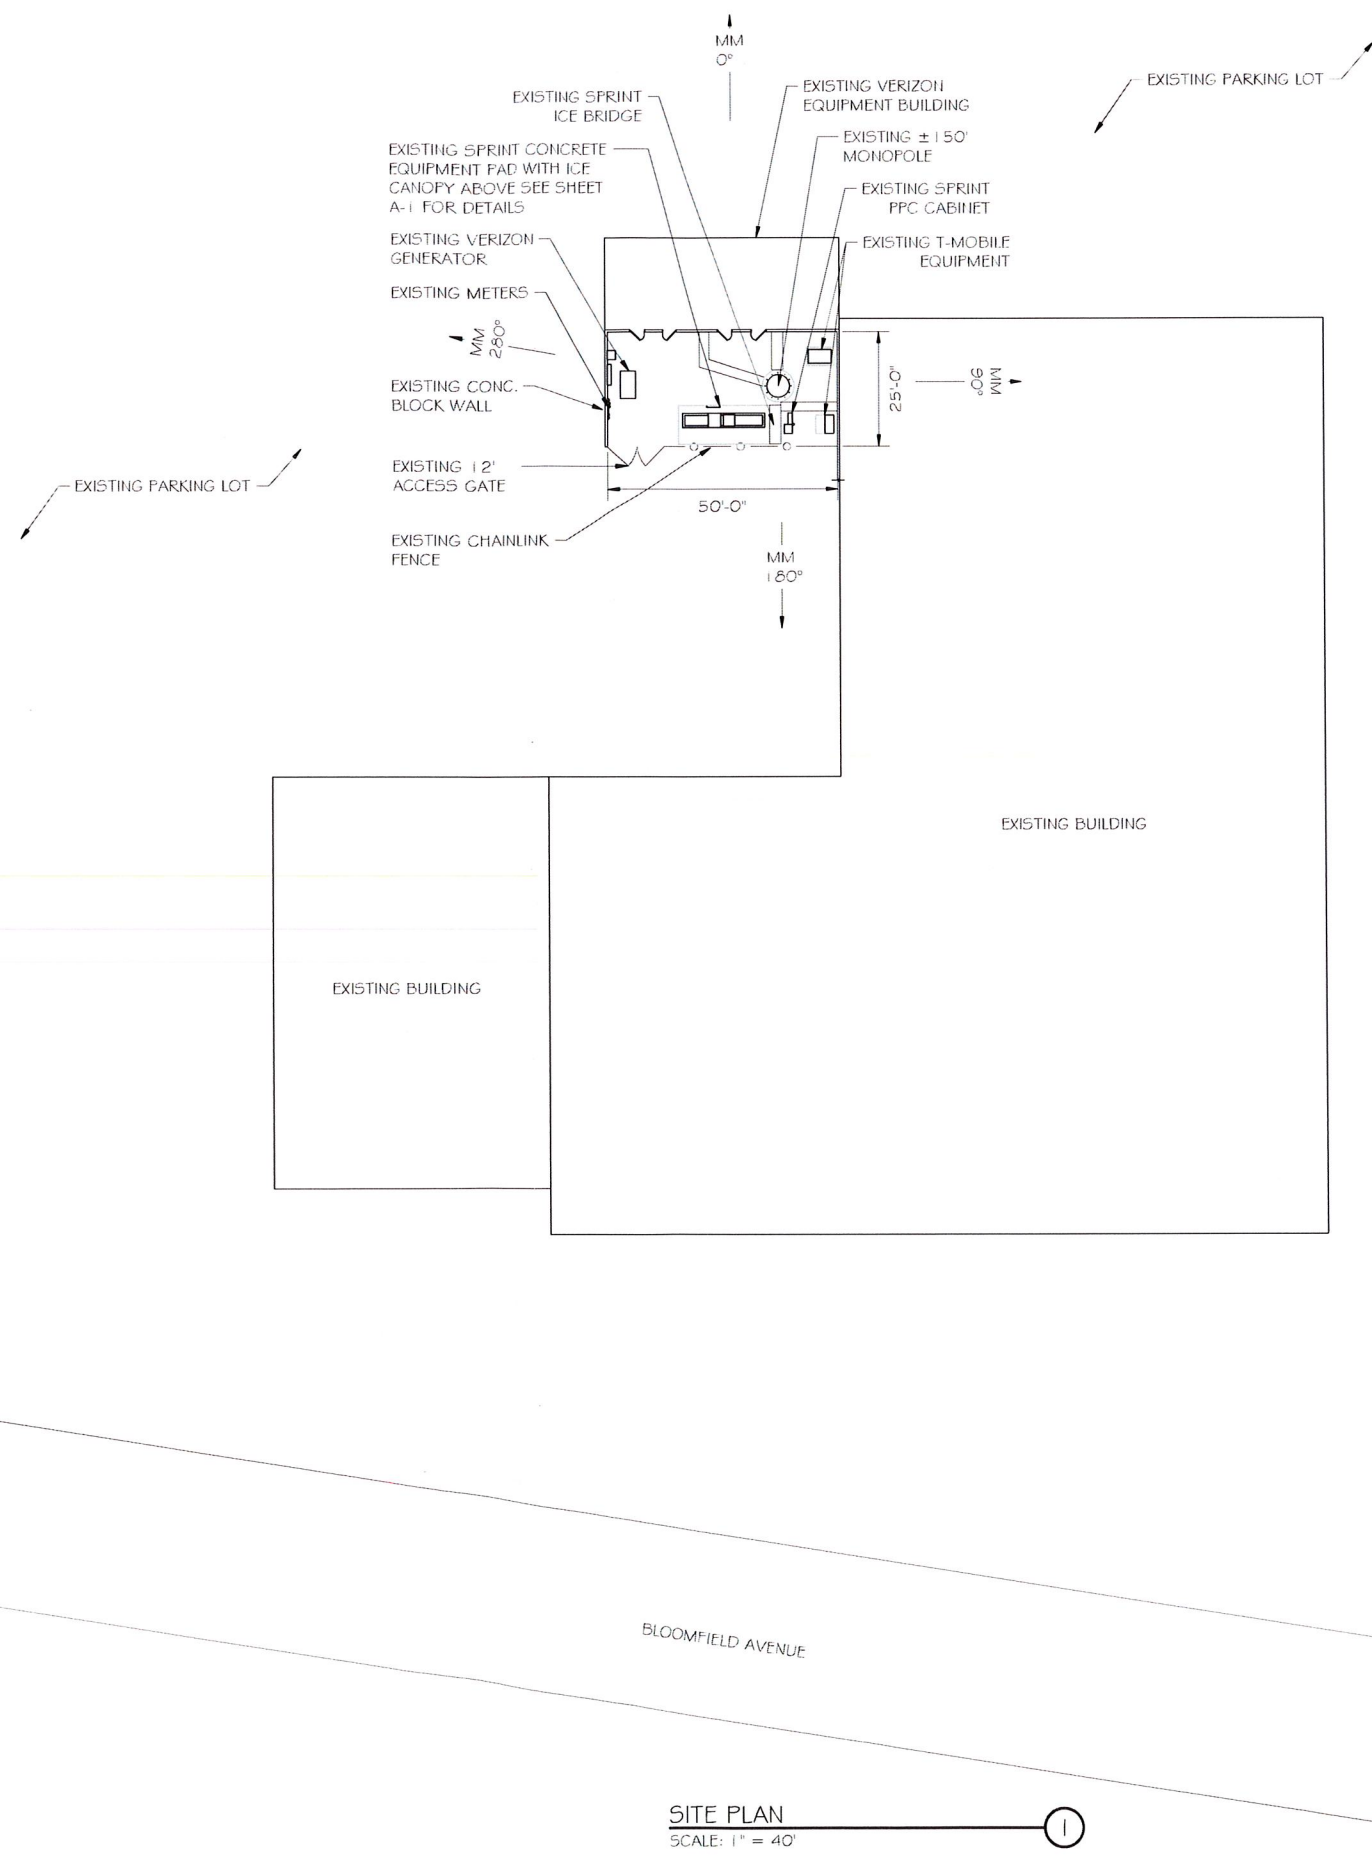 MM
0°
EXISTING PARKING LOT
EXISTING SPRINT
ICE BRIDGE
EXISTING VERIZON
EQUIPMENT BUILDING
EXISTING SPRINT CONCRETE
EQUIPMENT PAD WITH ICE
CANOPY ABOVE SEE SHEET
A-1 FOR DETAILS
EXISTING ±150'
MONOPOLE
EXISTING SPRINT
PPC CABINET
EXISTING VERIZON
GENERATOR
EXISTING T-MOBILE
EQUIPMENT
EXISTING METERS
MM
280°
EXISTING CONC.
BLOCK WALL
25'-0"
MM
90°
EXISTING 12'
ACCESS GATE
EXISTING PARKING LOT
50'-0"
EXISTING CHAINLINK
FENCE
MM
180°
EXISTING BUILDING
EXISTING BUILDING
BLOOMFIELD AVENUE
SITE PLAN
SCALE: 1" = 40'
1